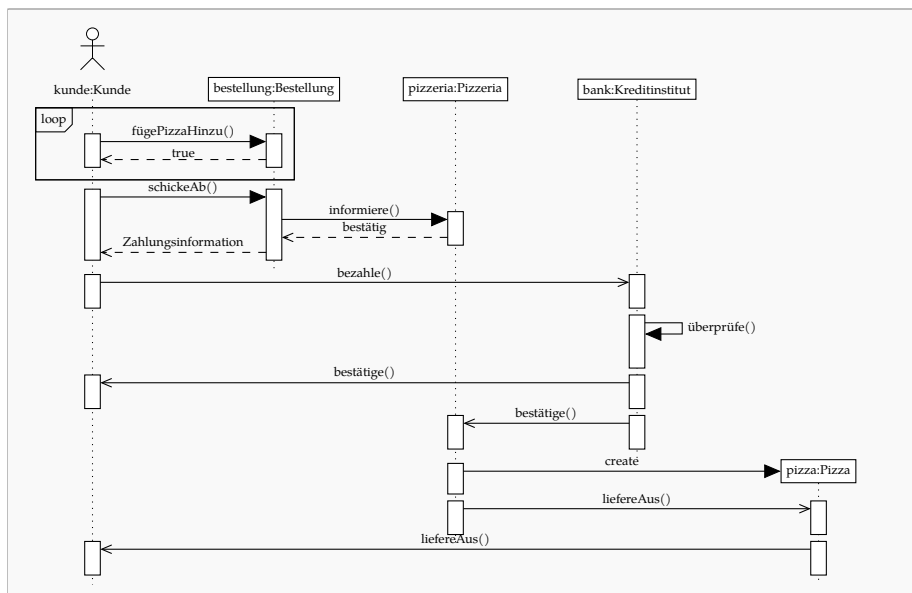 kunde:Kunde
bestellung:Bestellung
pizzeria:Pizzeria
bank:Kreditinstitut
loop
fügePizzaHinzu()
true
schickeAb()
informiere()
bestätig
Zahlungsinformation
bezahle()
überprüfe()
bestätige()
bestätige()
create
pizza:Pizza
liefereAus()
liefereAus()